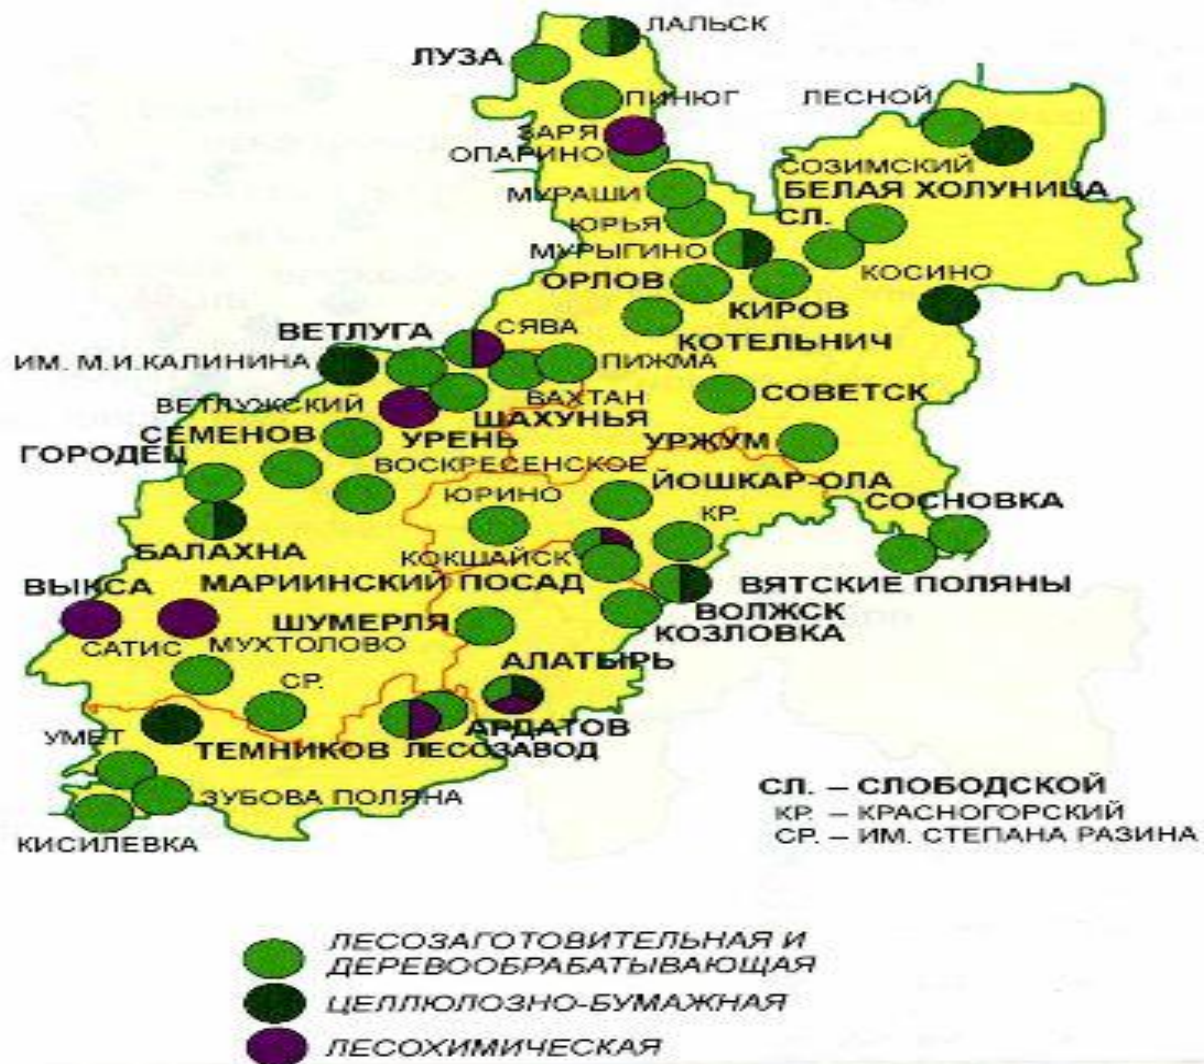 ЛАЛЬСК
ЛУЗА
ПИНЮГ
ЛЕСНОЙ
ЗАРЯ
ОПАРИНО
СОЗИМСКИЙ
МУРАШИ
БЕЛАЯ ХОЛУНИЦА
ЮРЬЯ
СЛ.
МУРЫГИНО
КОСИНО
ОРЛОВ
КИРОВ
ВЕТЛУГА
СЯВА
КОТЕЛЬНИЧ
ИМ. М.И.КАЛИНИНА
ПИЖМА
ВЕТЛУЖСКИЙ
ВАХТАН
СОВЕТСК
ШАХУНЬЯ
СЕМЕНОВ
УРЕНЬ
УРЖУМ
ГОРОДЕЦ
ВОСКРЕСЕНСКОЕ
ЙОШКАР-ОЛА
ЮРИНО
СОСНОВКА
КР.
БАЛАХНА
КОКШАЙСК
ВЫКСА
МАРИИНСКИЙ ПОСАД
ВЯТСКИЕ ПОЛЯНЫ
ШУМЕРЛЯ
ВОЛЖСК
САТИС
МУХТОЛОВО
КОЗЛОВКА
АЛАТЫРЬ
СР.
АРДАТОВ
УМЕТ
ТЕМНИКОВ
ЛЕСОЗАВОД
ЗУБОВА ПОЛЯНА
КИСИЛЕВКА
СЛ. – СЛОБОДСКОЙ
КР. – КРАСНОГОРСКИЙ
СР. – ИМ. СТЕПАНА РАЗИНА
ЛЕСОЗАГОТОВИТЕЛЬНАЯ И
ДЕРЕВООБРАБАТЫВАЮЩАЯ
ЦЕЛЛЮЛОЗНО-БУМАЖНАЯ
ЛЕСОХИМИЧЕСКАЯ